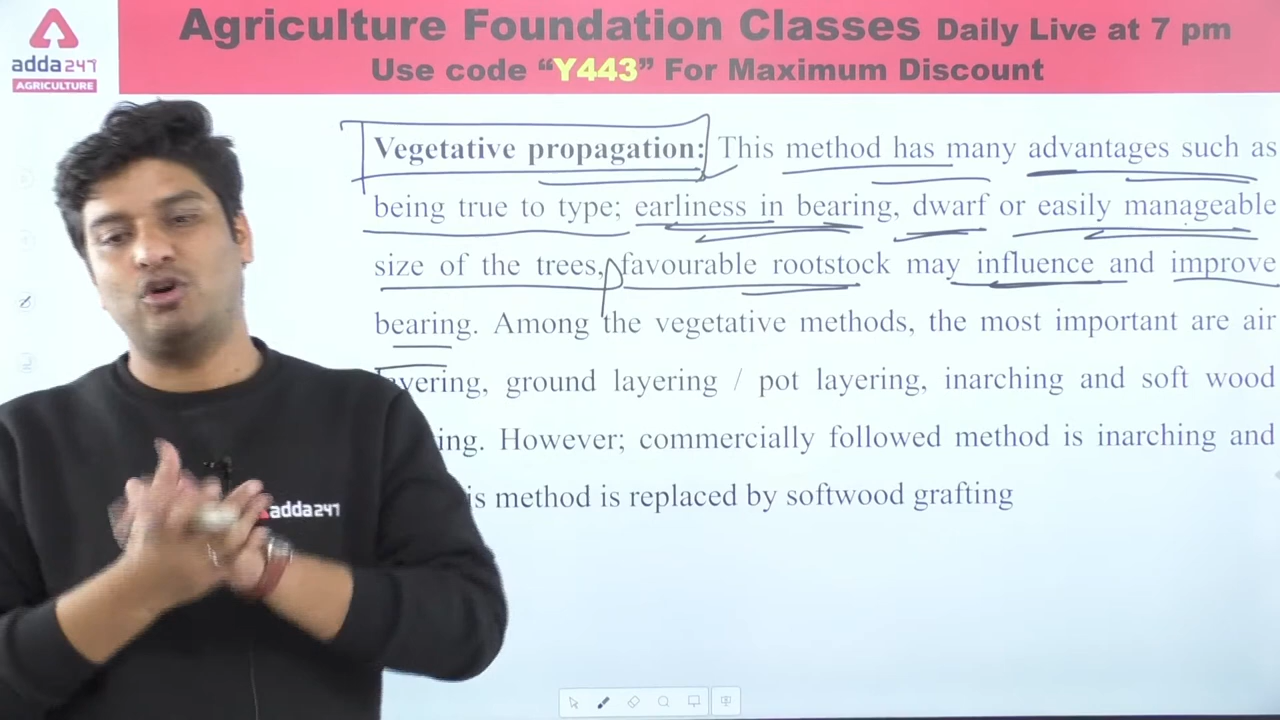 Agriculture Foundation Classes Daily Live at 7 pm
Use code “Y443” For Maximum Discount
adda247
AGRICULTURE
Vegetative propagation: This method has many advantages such as
being true to type; earliness in bearing, dwarf or easily manageable
size of the trees, favourable rootstock may influence and improve
bearing. Among the vegetative methods, the most important are air
layering, ground layering / pot layering, inarching and soft wood
However; commercially followed method is inarching and
method is replaced by softwood grafting
adda247